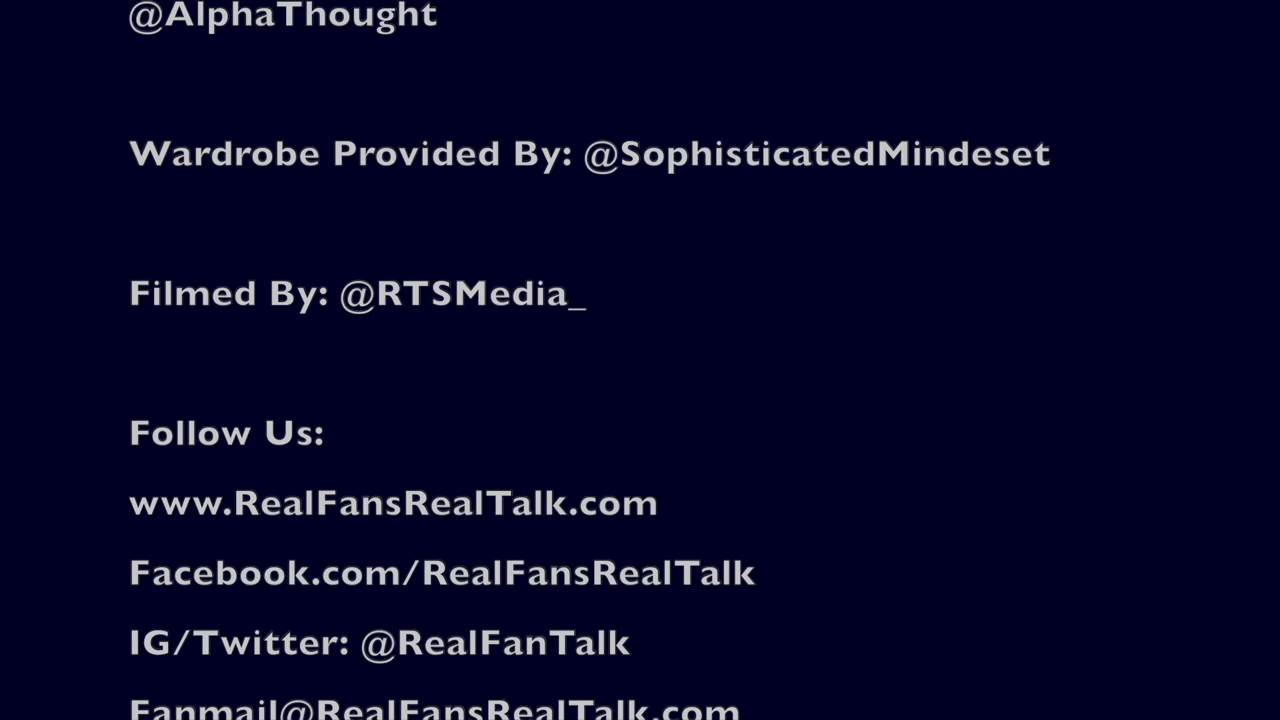 @AlphaThought
Wardrobe Provided By: @SophisticatedMindeset
Filmed By: @RTSMedia_
Follow Us:
www.RealFansRealTalk.com
Facebook.com/RealFansRealTalk
IG/Twitter: @RealFanTalk
Fanmail@RealFansRealTalk.com